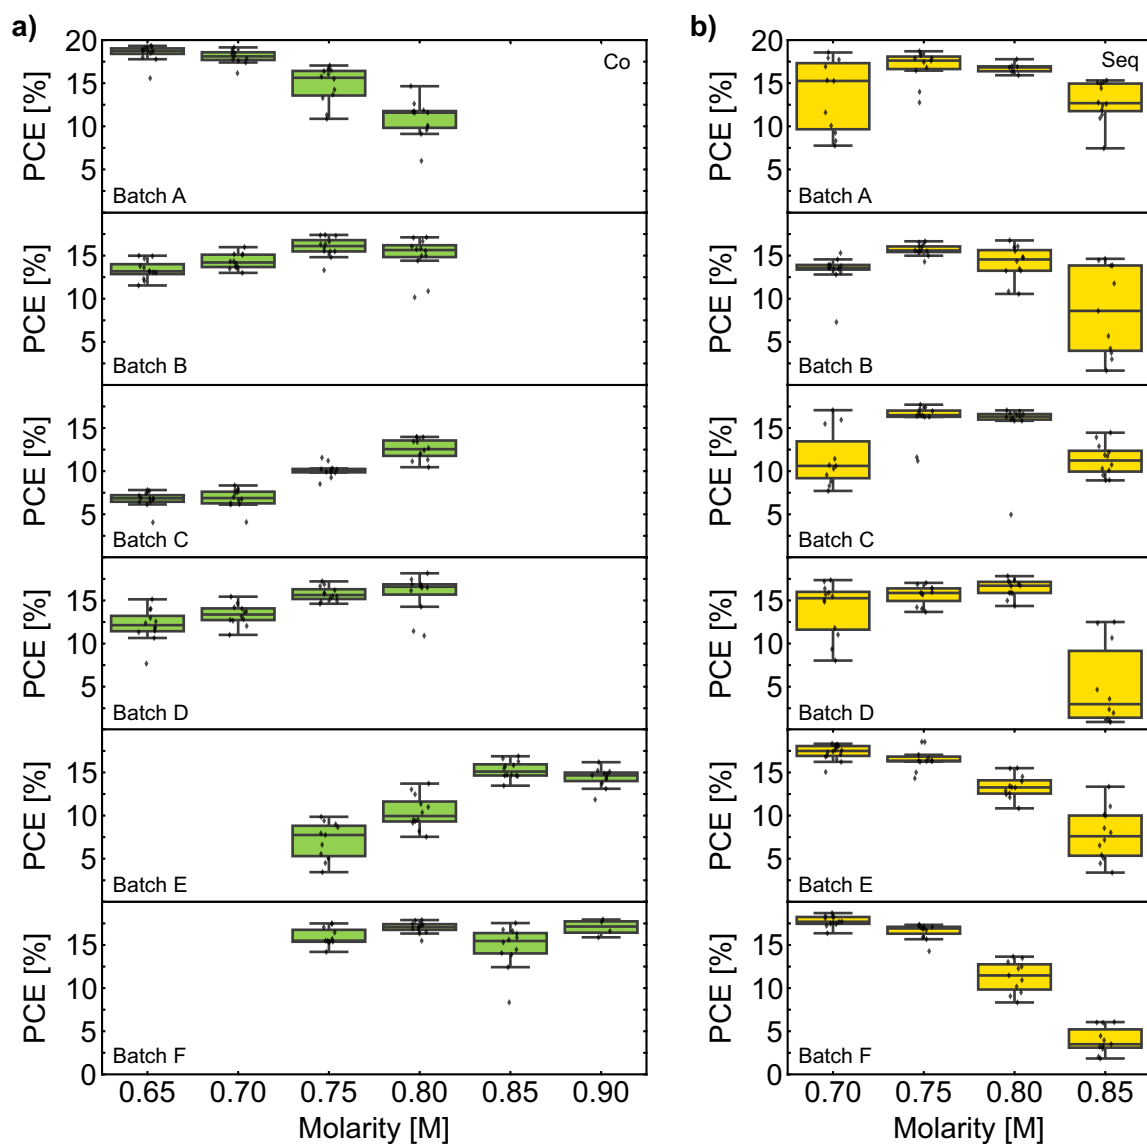 a)
b)
20
15
10
5
PCE [%]
Co
Batch A
15
10
5
PCE [%]
Batch B
15
10
5
PCE [%]
Batch C
15
10
5
PCE [%]
Batch D
15
10
5
PCE [%]
Batch E
15
10
5
0
PCE [%]
Batch F
0.65 0.70 0.75 0.80 0.85 0.90
Molarity [M]
20
15
10
5
PCE [%]
Seq
Batch A
15
10
5
PCE [%]
Batch B
15
10
5
PCE [%]
Batch C
15
10
5
PCE [%]
Batch D
15
10
5
PCE [%]
Batch E
15
10
5
0
PCE [%]
Batch F
0.70 0.75 0.80 0.85
Molarity [M]